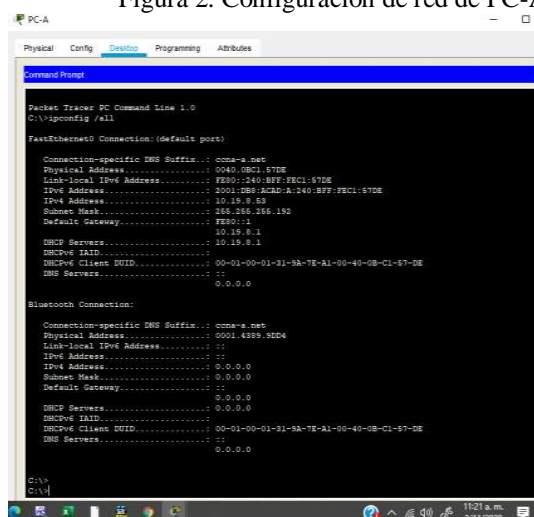 Figura 2. Configuración de red de PC-A
PC-A
Physical Config Desktop Programming Attributes
Command Prompt
Packet Tracer PC Command Line 1.0
C:\>ipconfig /all
FastEthernet0 Connection:(default port)
Connection-specific DNS Suffix..: ccna-a.net
Physical Address................: 0040.0BC1.57DE
Link-local IPv6 Address.........: FE80::240:BFF:FEC1:57DE
IPv6 Address....................: 2001:DB8:ACAD:A:240:BFF:FEC1:57DE
IPv4 Address....................: 10.19.8.53
Subnet Mask.....................: 255.255.255.192
Default Gateway.................: FE80::1
10.19.8.1
DHCP Servers....................: 10.19.8.1
DHCPv6 IAID.....................:
DHCPv6 Client DUID..............: 00-01-00-01-31-9A-7E-A1-00-40-0B-C1-57-DE
DNS Servers.....................: ::
0.0.0.0
Bluetooth Connection:
Connection-specific DNS Suffix..: ccna-a.net
Physical Address................: 0001.4389.9DD4
Link-local IPv6 Address.........: ::
IPv6 Address....................: ::
IPv4 Address....................: 0.0.0.0
Subnet Mask.....................: 0.0.0.0
Default Gateway.................: ::
0.0.0.0
DHCP Servers....................: 0.0.0.0
DHCPv6 IAID.....................:
DHCPv6 Client DUID..............: 00-01-00-01-31-9A-7E-A1-00-40-0B-C1-57-DE
DNS Servers.....................: ::
0.0.0.0
C:\>
C:\>
11:21 a. m.